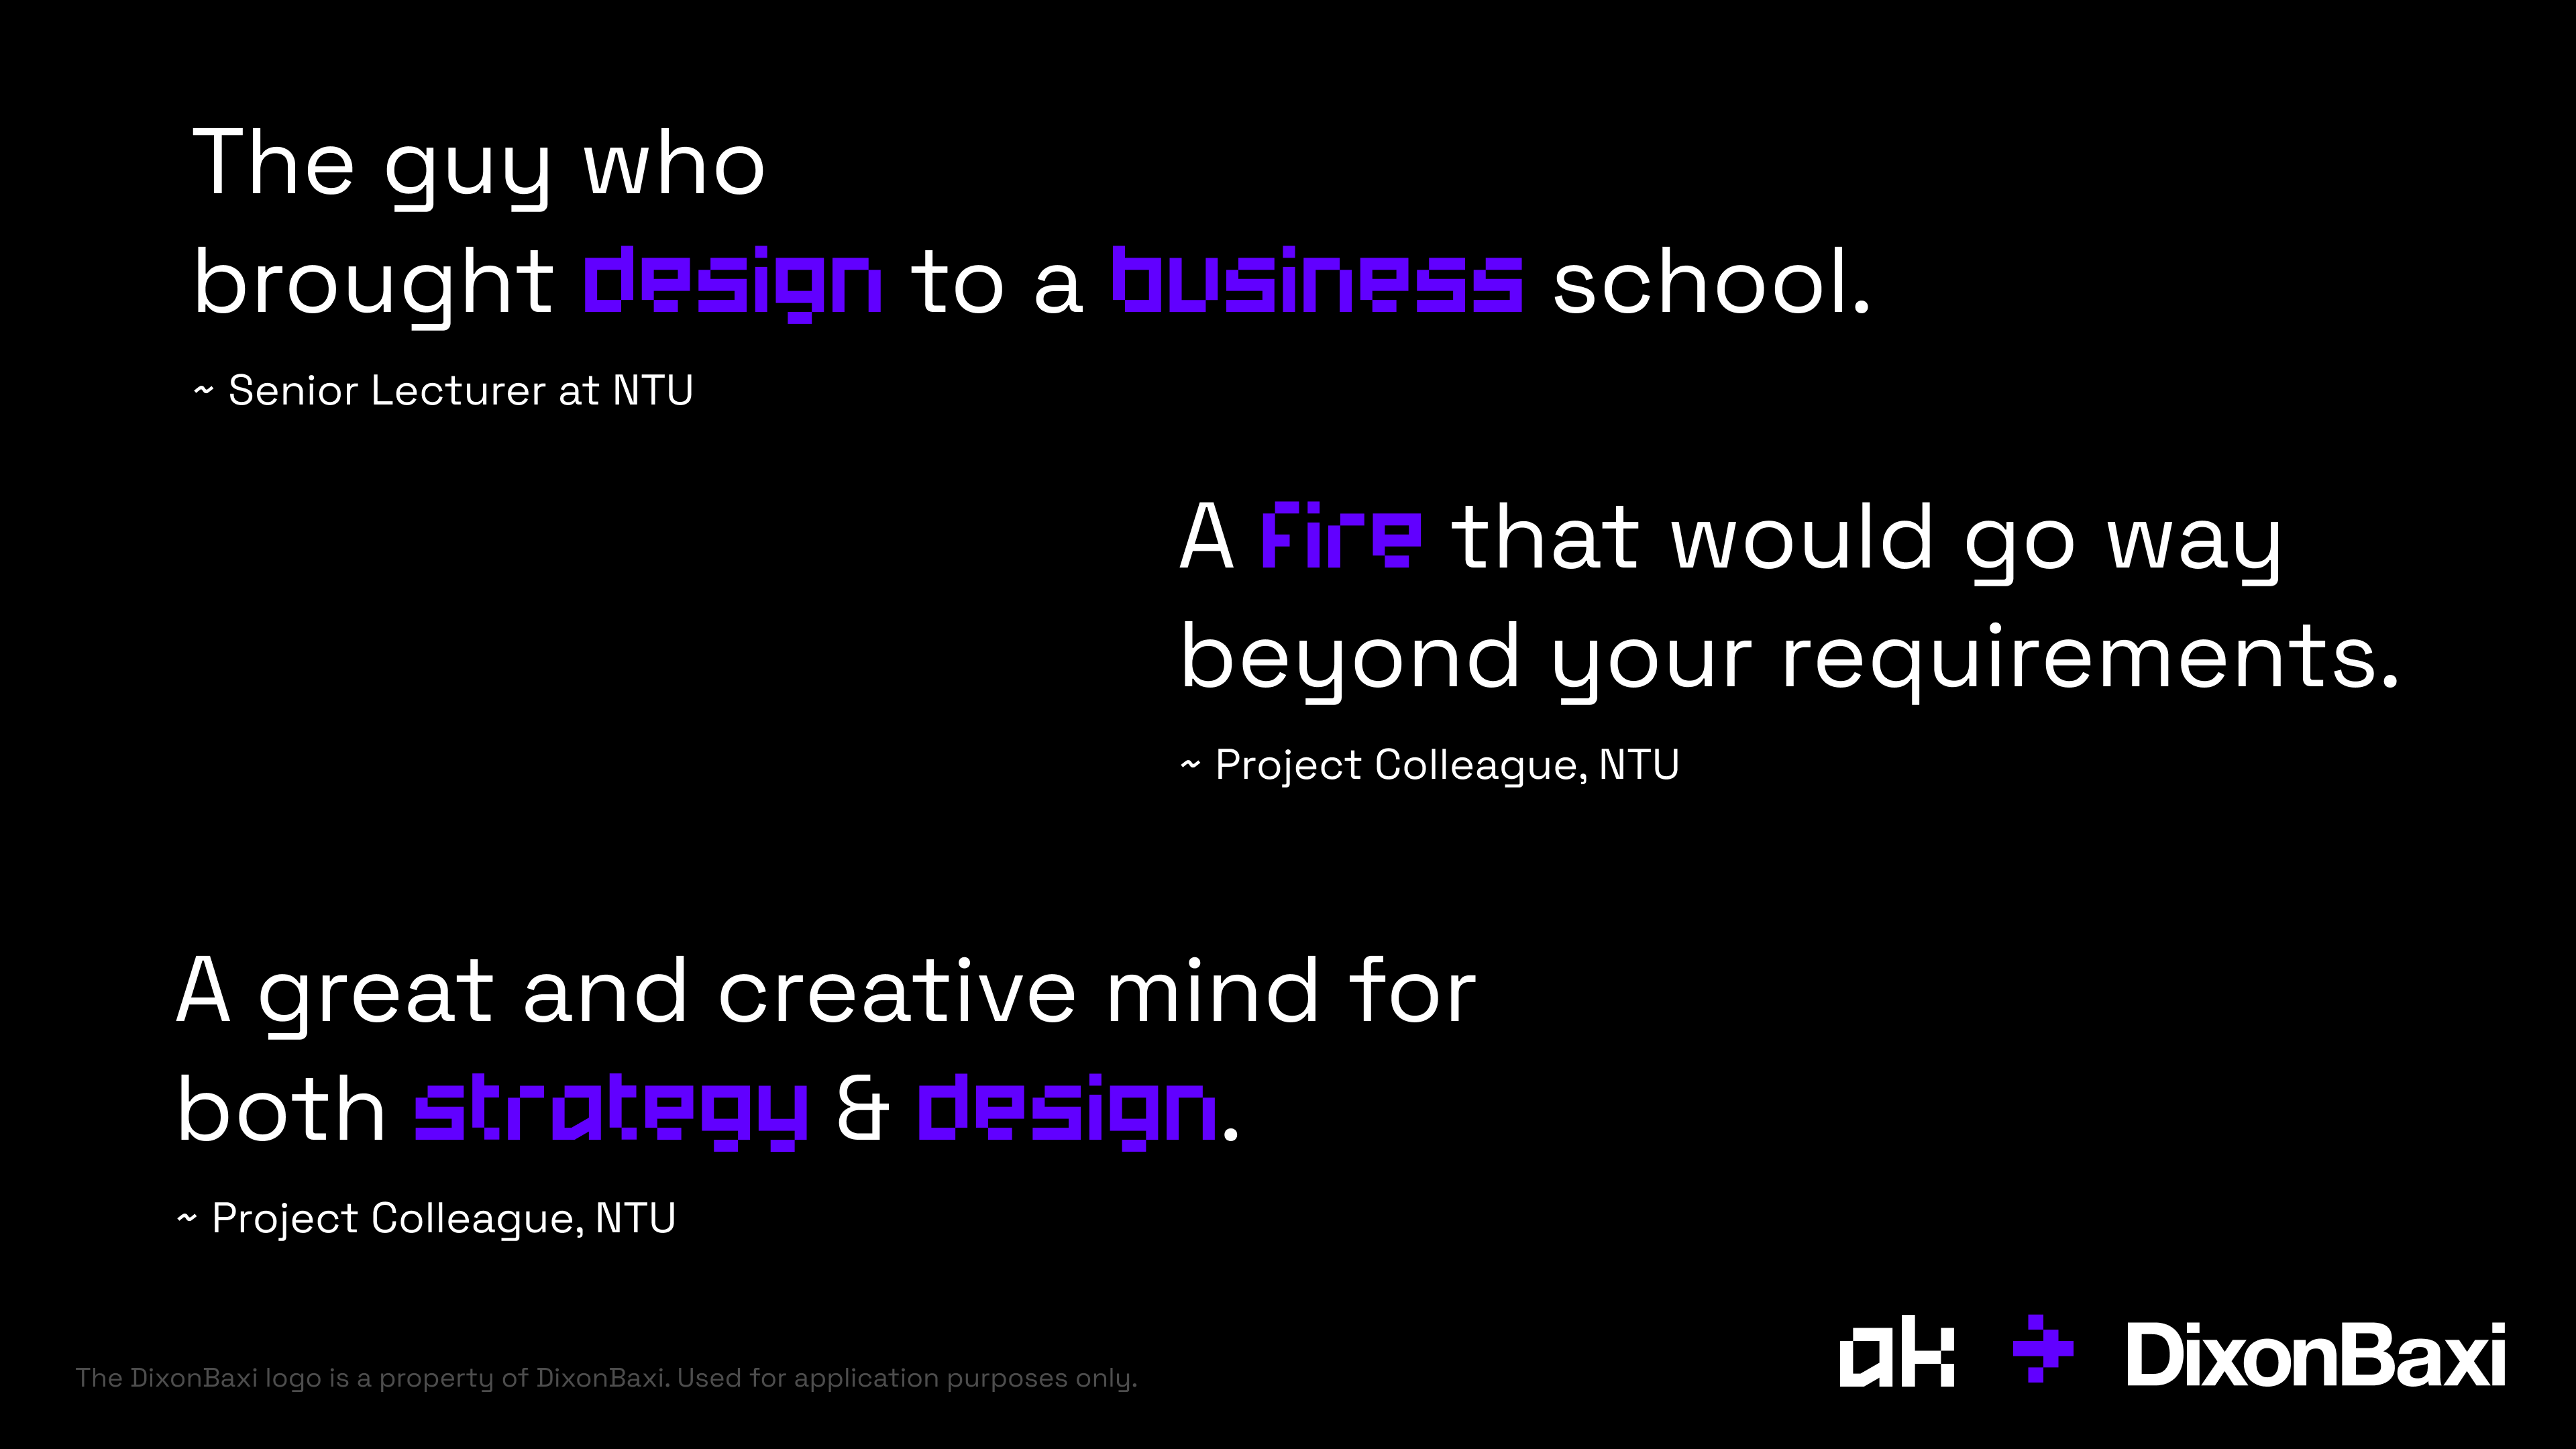 The guy who
brought design to a business school.
~ Senior Lecturer at NTU
A fire that would go way
beyond your requirements.
~ Project Colleague, NTU
A great and creative mind for
both strategy & design.
~ Project Colleague, NTU
The DixonBaxi logo is a property of DixonBaxi. Used for application purposes only.
ak → DixonBaxi